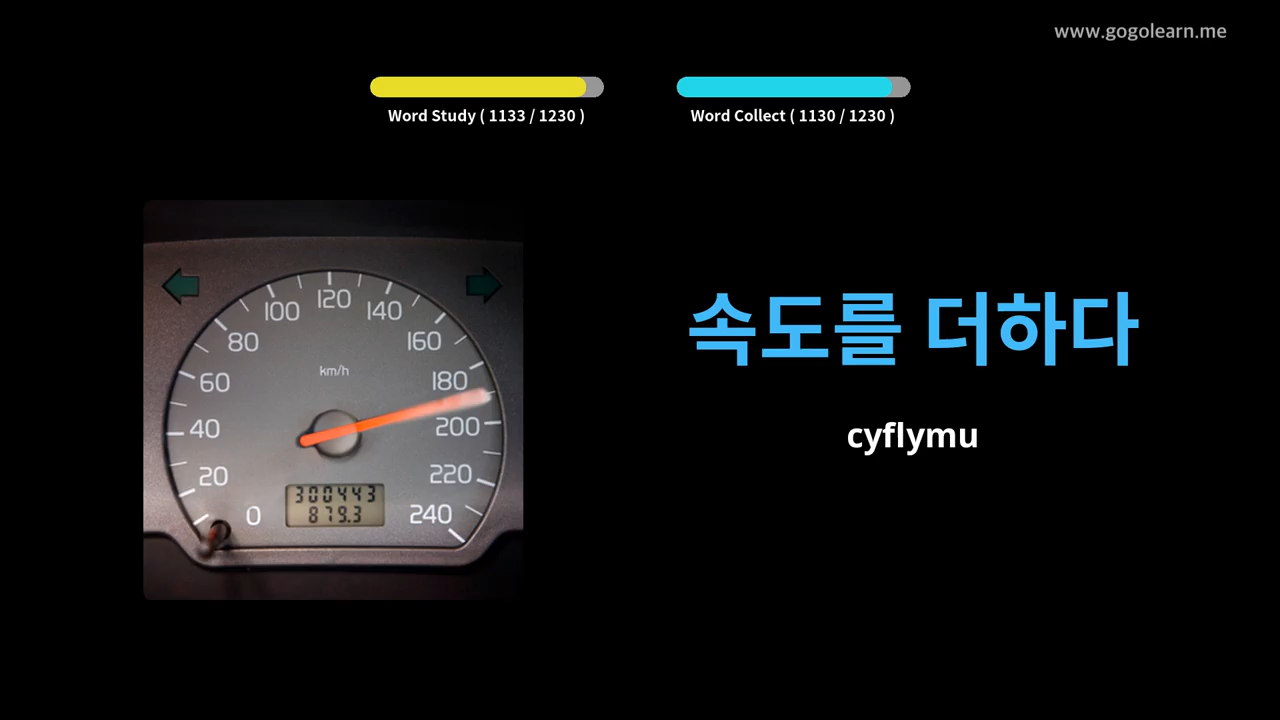 www.gogolearn.me
Word Study ( 1133 / 1230 )
Word Collect ( 1130 / 1230 )
속도를 더하다
cyflymu
120
100
140
80
160
km/h
60
180
40
200
20
220
300443
0
240
879.3